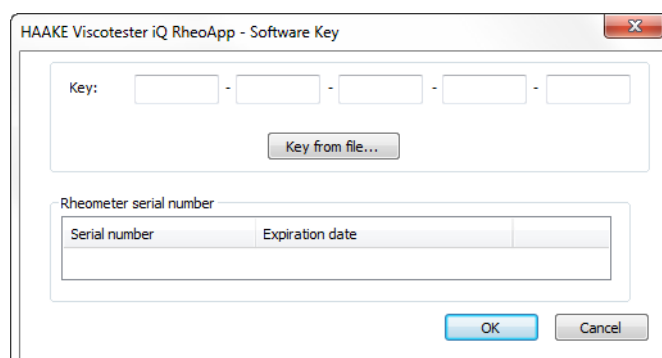 HAAKE Viscotester iQ RheoApp - Software Key
Key: - - - -
Key from file...
Rheometer serial number
Serial number Expiration date
OK Cancel